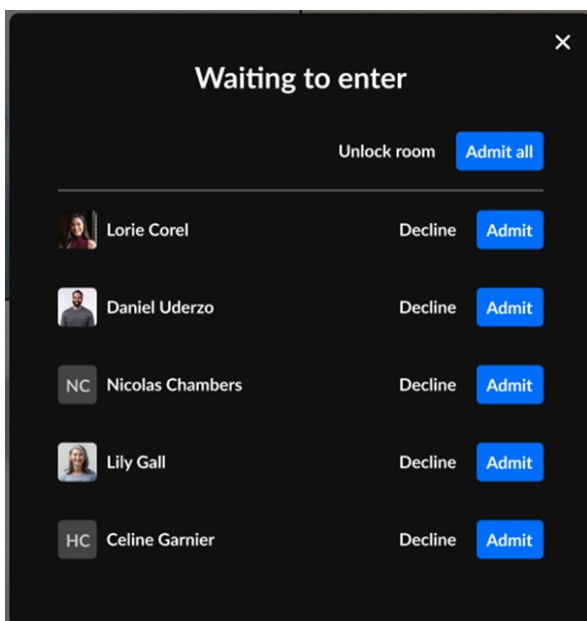 Waiting to enter
Unlock room Admit all
Lorie Corel Decline Admit
Daniel Uderzo Decline Admit
NC Nicolas Chambers Decline Admit
Lily Gall Decline Admit
HC Celine Garnier Decline Admit